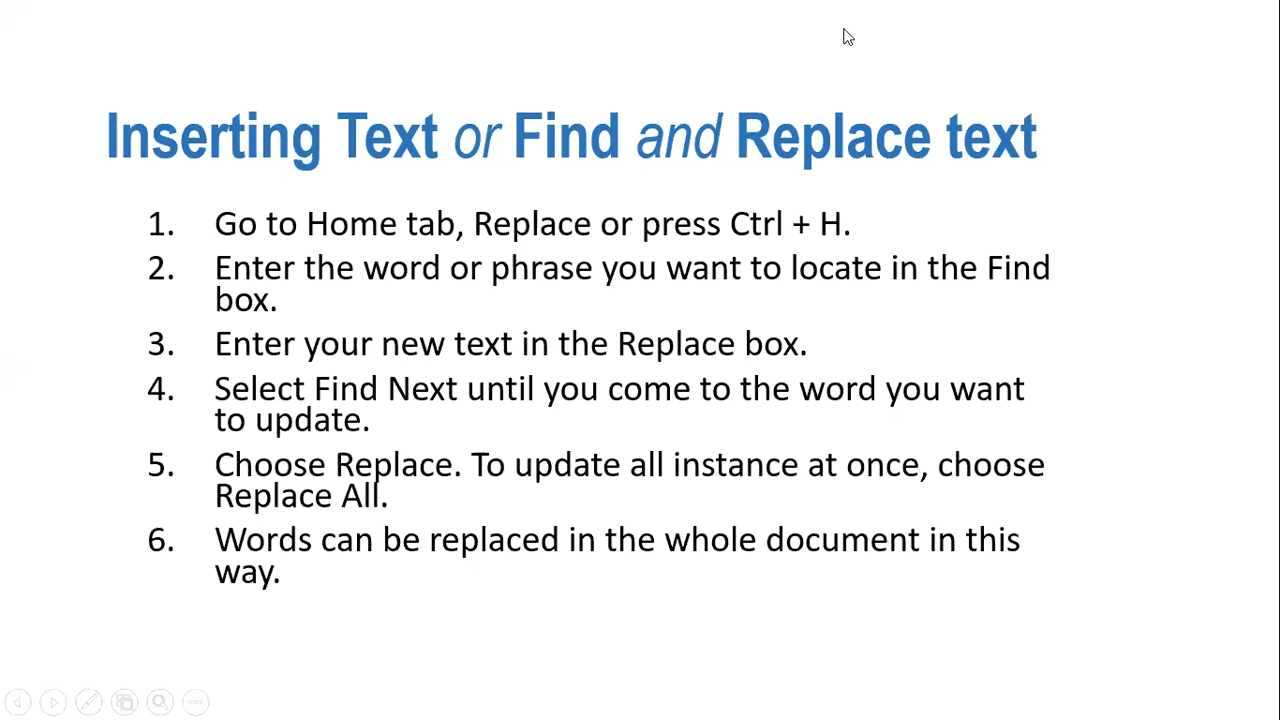 Inserting Text or Find and Replace text
1. Go to Home tab, Replace or press Ctrl + H.
2. Enter the word or phrase you want to locate in the Find
box.
3. Enter your new text in the Replace box.
4. Select Find Next until you come to the word you want
to update.
5. Choose Replace. To update all instance at once, choose
Replace All.
6. Words can be replaced in the whole document in this
way.